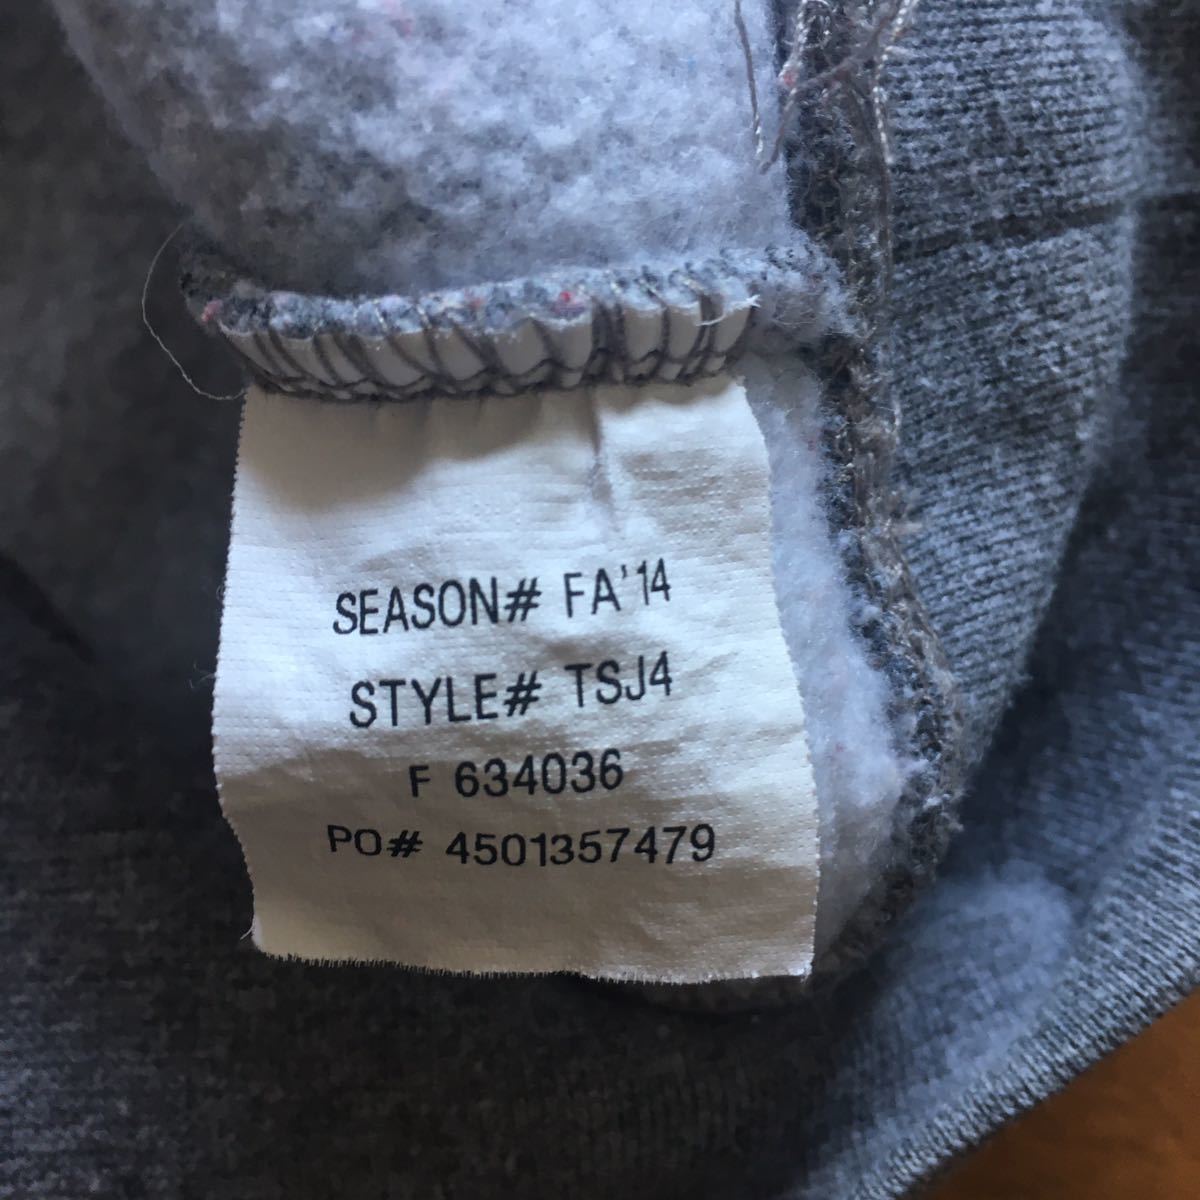 SEASON# FA'14
STYLE# TSJ4
F 634036
PO# 4501357479